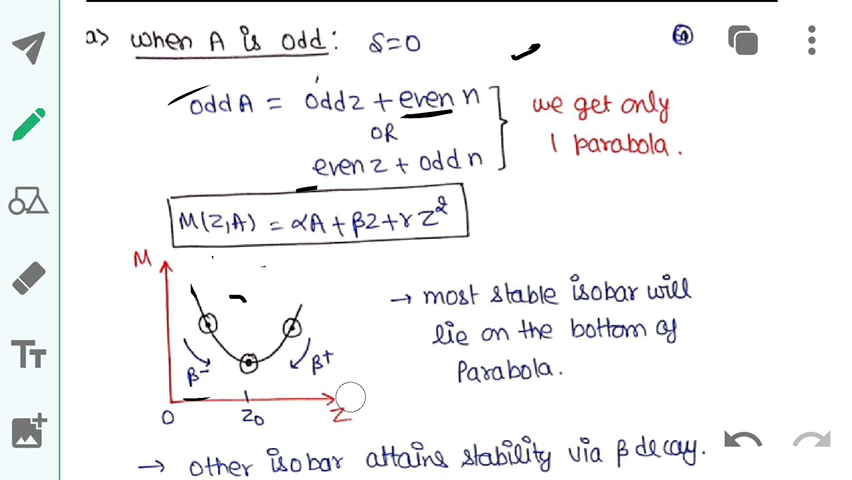 a) when A is odd: δ=0
odd A = odd z + even n
OR
even z + odd n
we get only
1 parabola.
M(z,A) = αA + βz + γz²
M
β⁻
β⁺
0
z₀
z
→ most stable isobar will
lie on the bottom of
Parabola.
→ other isobar attains stability via β decay.
TT